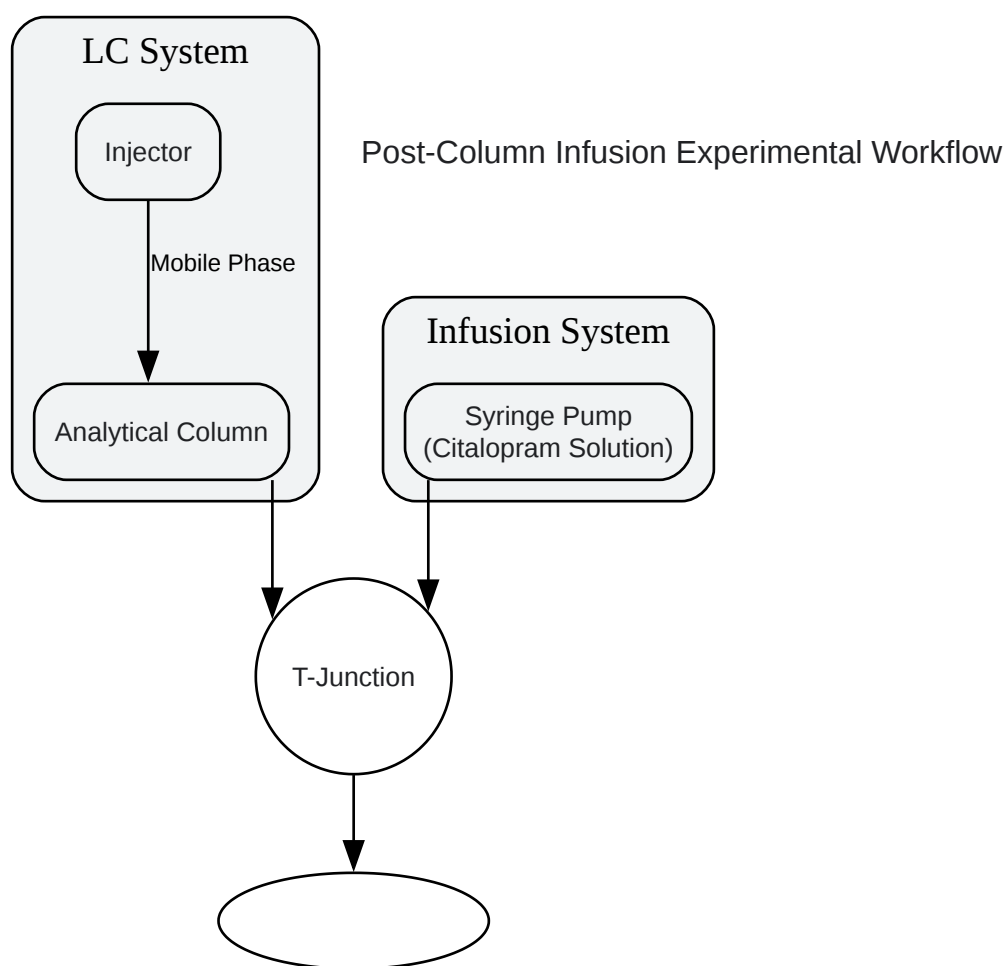 LC System
Injector
Post-Column Infusion Experimental Workflow
Mobile Phase
Infusion System
Analytical Column
Syringe Pump
(Citalopram Solution)
T-Junction